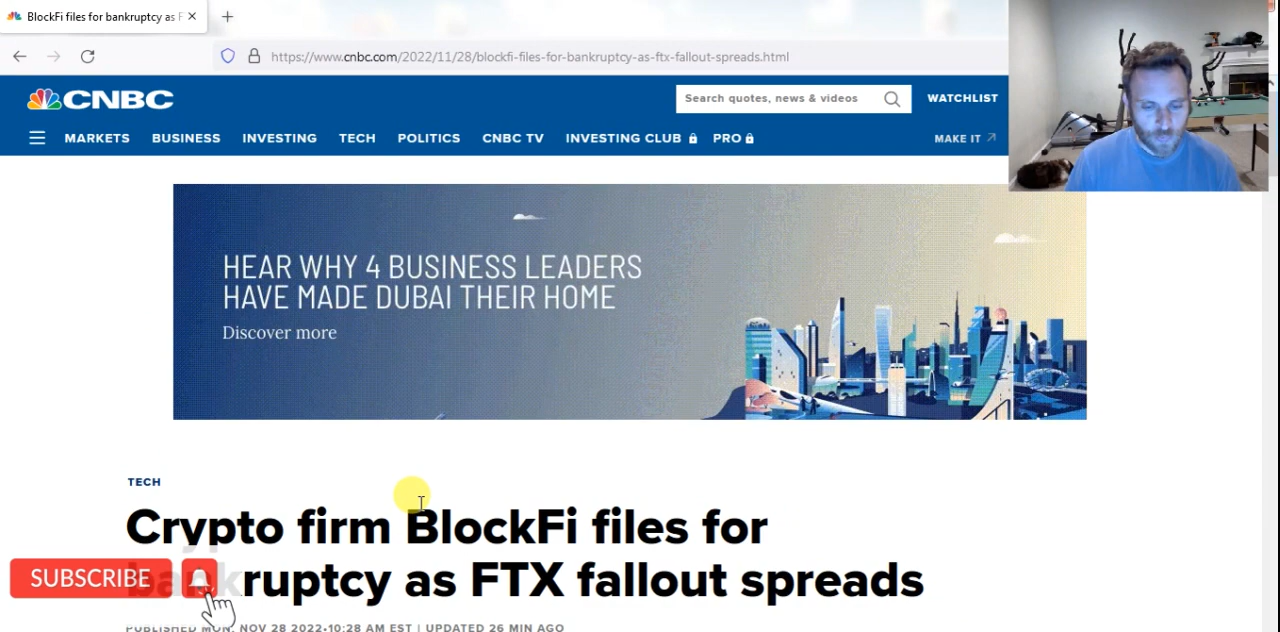 BlockFi files for bankruptcy as F
https://www.cnbc.com/2022/11/28/blockfi-files-for-bankruptcy-as-ftx-fallout-spreads.html
CNBC
Search quotes, news & videos
WATCHLIST
MARKETS BUSINESS INVESTING TECH POLITICS CNBC TV INVESTING CLUB PRO MAKE IT
HEAR WHY 4 BUSINESS LEADERS
HAVE MADE DUBAI THEIR HOME
Discover more
TECH
Crypto firm BlockFi files for
bankruptcy as FTX fallout spreads
SUBSCRIBE
PUBLISHED MON, NOV 28 2022•10:28 AM EST | UPDATED 26 MIN AGO